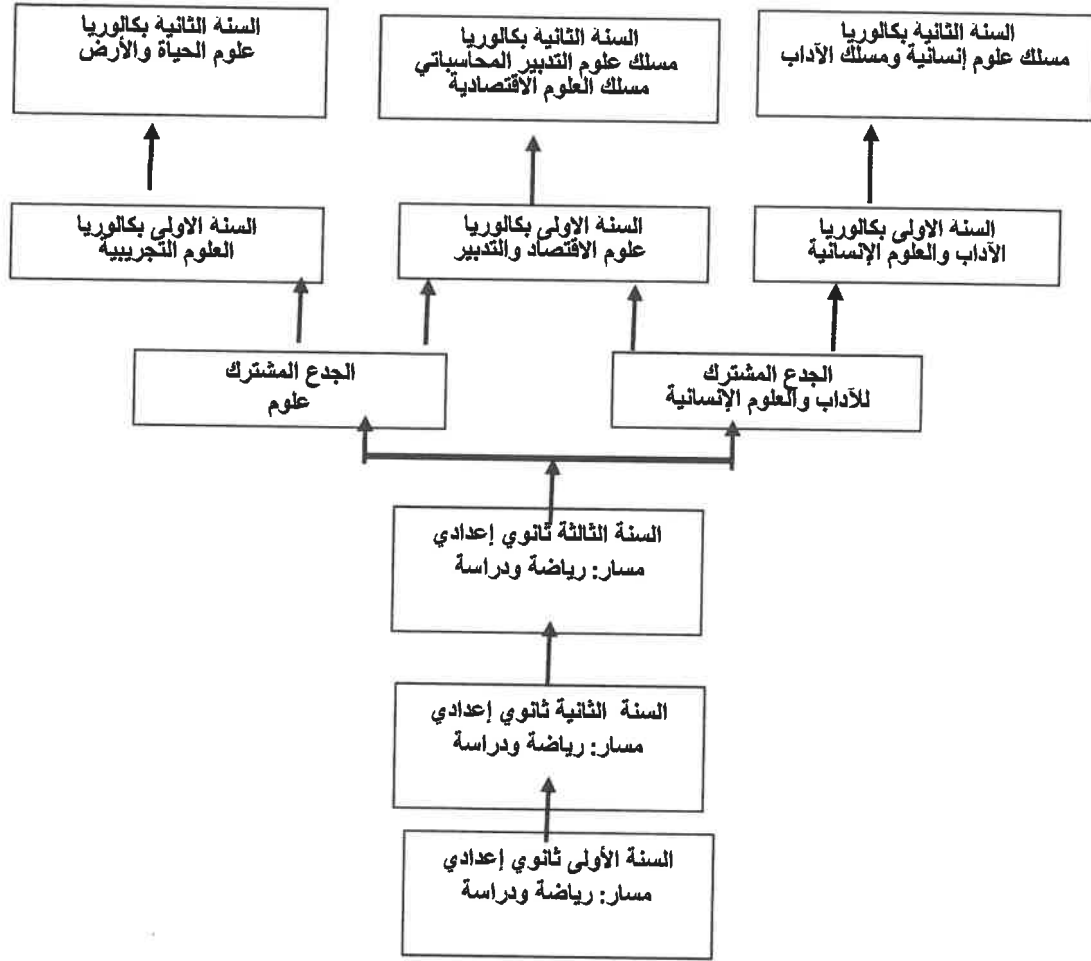 السنة الثانية بكالوريا
مسلك علوم إنسانية ومسلك الآداب
السنة الثانية بكالوريا
مسلك علوم التدبير المحاسباتي
مسلك العلوم الاقتصادية
السنة الثانية بكالوريا
علوم الحياة والأرض
السنة الاولى بكالوريا
الآداب والعلوم الإنسانية
السنة الاولى بكالوريا
علوم الاقتصاد والتدبير
السنة الاولى بكالوريا
العلوم التجريبية
الجدع المشترك
للآداب والعلوم الإنسانية
الجدع المشترك
علوم
السنة الثالثة ثانوي إعدادي
مسار: رياضة ودراسة
السنة الثانية ثانوي إعدادي
مسار: رياضة ودراسة
السنة الأولى ثانوي إعدادي
مسار: رياضة ودراسة